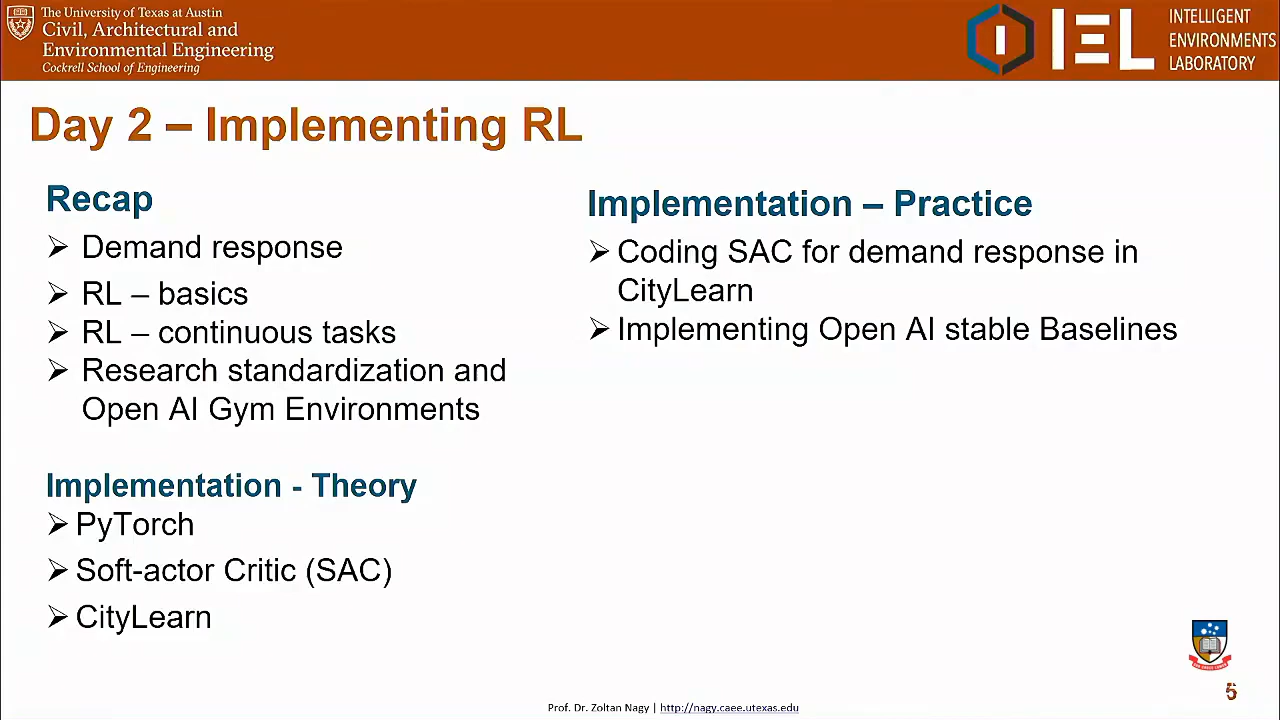 The University of Texas at Austin
Civil, Architectural and
Environmental Engineering
Cockrell School of Engineering
IEL
INTELLIGENT
ENVIRONMENTS
LABORATORY
Day 2 – Implementing RL
Recap
➢ Demand response
➢ RL – basics
➢ RL – continuous tasks
➢ Research standardization and
Open AI Gym Environments
Implementation - Theory
➢ PyTorch
➢ Soft-actor Critic (SAC)
➢ CityLearn
Implementation – Practice
➢ Coding SAC for demand response in
CityLearn
➢ Implementing Open AI stable Baselines
Prof. Dr. Zoltan Nagy | http://nagy.caee.utexas.edu
5